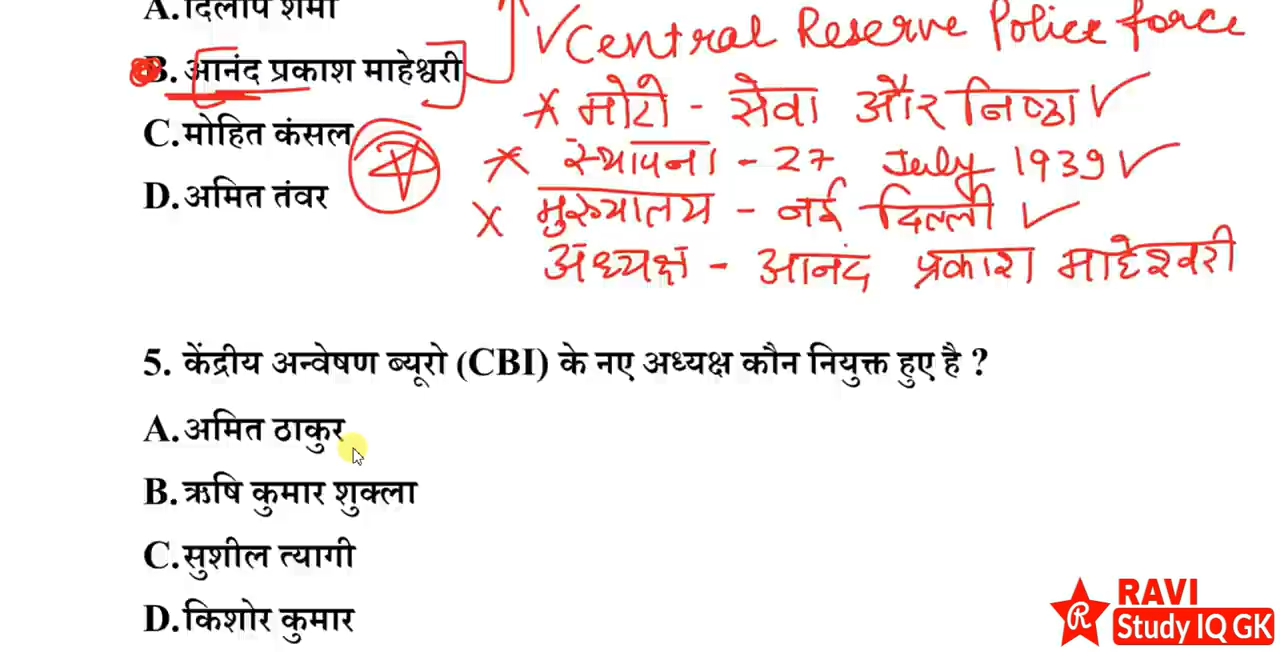 A. दिलीप शर्मा
✓ Central Reserve Police force
B. आनंद प्रकाश माहेश्वरी
* मोटो - सेवा और निष्ठा ✓
C. मोहित कंसल
* स्थापना - 27 July 1939 ✓
D. अमित तंवर
× मुख्यालय - नई दिल्ली ✓
अध्यक्ष - आनंद प्रकाश माहेश्वरी
5. केंद्रीय अन्वेषण ब्यूरो (CBI) के नए अध्यक्ष कौन नियुक्त हुए है ?
A. अमित ठाकुर
B. ऋषि कुमार शुक्ला
C. सुशील त्यागी
D. किशोर कुमार
R
RAVI
Study IQ GK